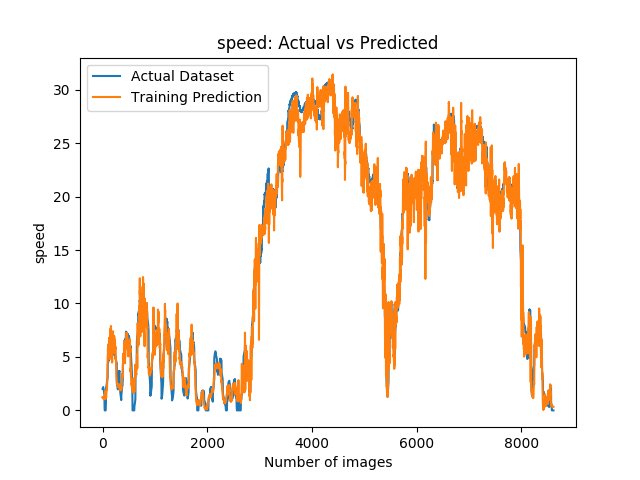 speed: Actual vs Predicted
Actual Dataset
Training Prediction
30
25
20
15
10
5
0
speed
0 2000 4000 6000 8000
Number of images